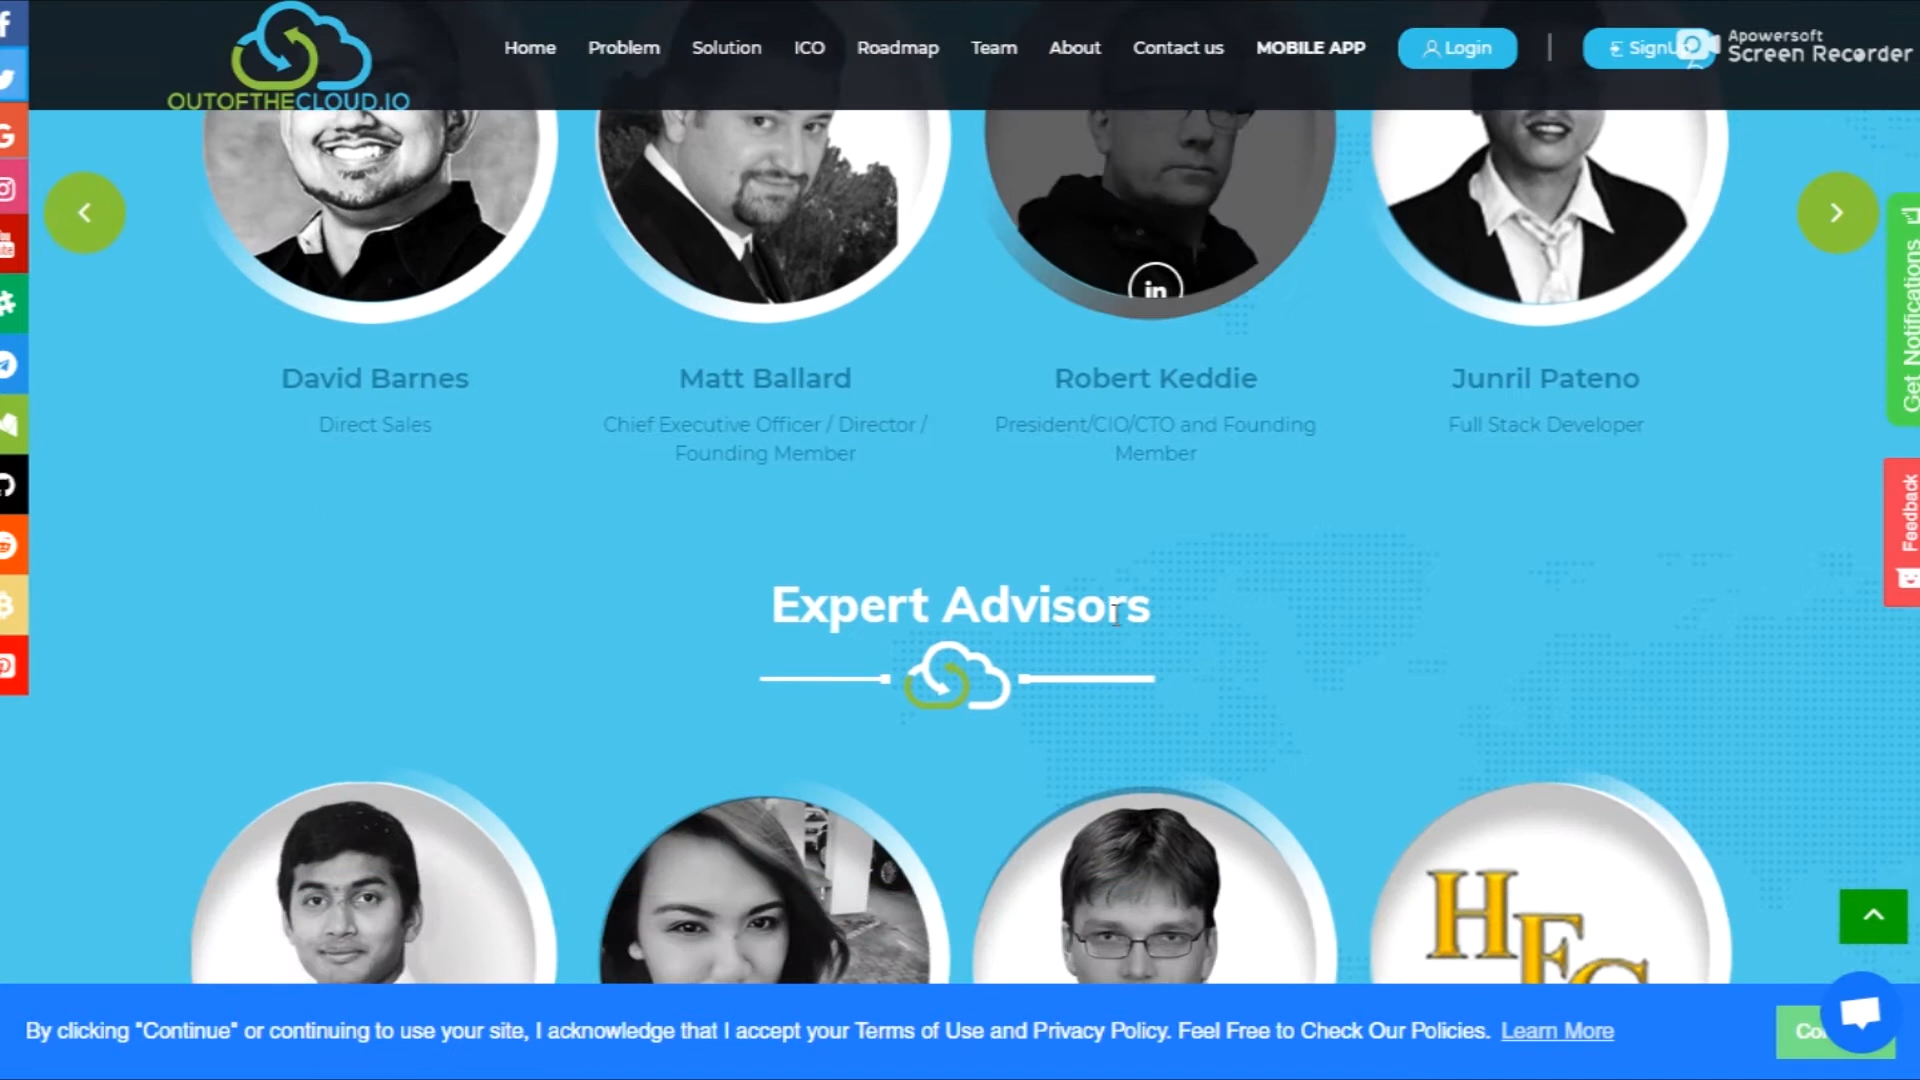 Home Problem Solution ICO Roadmap Team About Contact us MOBILE APP Login SignU
Apowersoft
Screen Recorder
OUTOFTHECLOUD.IO
Get Notifications
David Barnes
Direct Sales
Matt Ballard
Chief Executive Officer / Director /
Founding Member
in
Robert Keddie
President/CIO/CTO and Founding
Member
Junril Pateno
Full Stack Developer
Feedback
Expert Advisors
HFC
By clicking "Continue" or continuing to use your site, I acknowledge that I accept your Terms of Use and Privacy Policy. Feel Free to Check Our Policies. Learn More